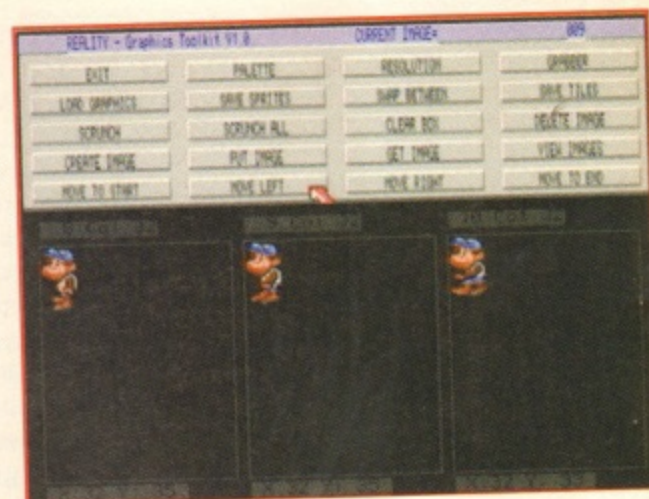 REALITY - Graphics Toolkit V1.0 CURRENT IMAGE= 009
EXIT PALETTE RESOLUTION GRABBER
LOAD GRAPHICS SAVE SPRITES SWAP BETWEEN SAVE TILES
SCRUNCH SCRUNCH ALL CLEAR BOX DELETE IMAGE
CREATE IMAGE PUT IMAGE GET IMAGE VIEW IMAGES
MOVE TO START MOVE LEFT MOVE RIGHT MOVE TO END